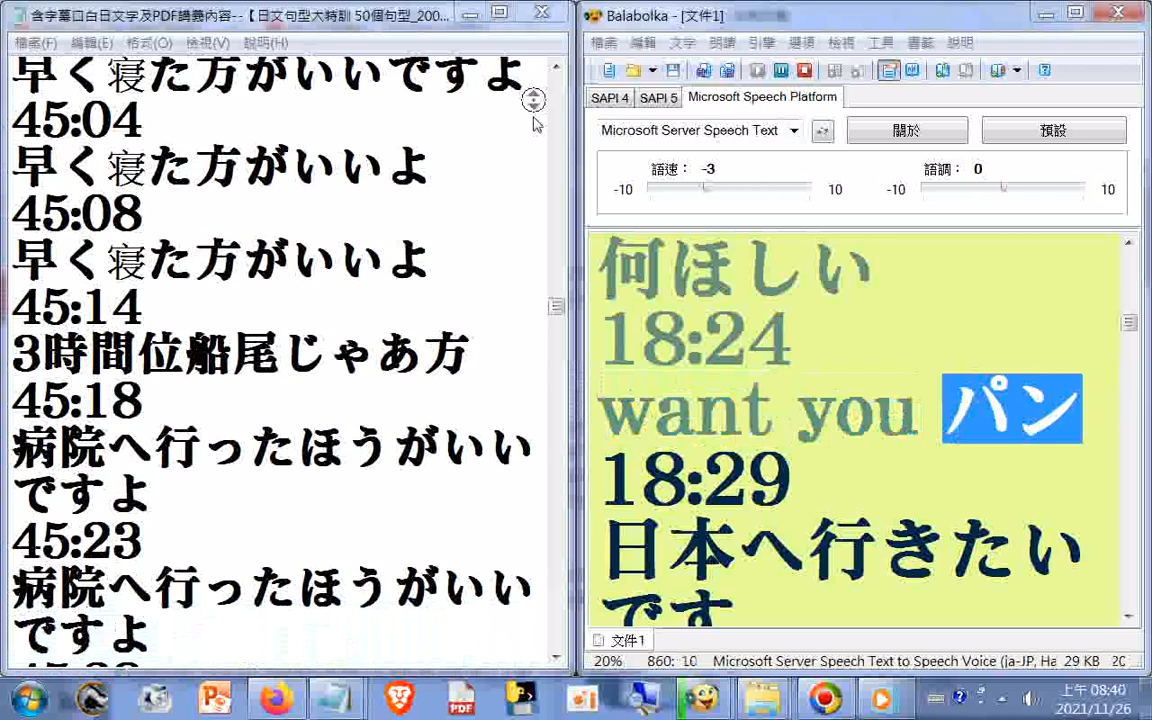 含字幕口白日文字及PDF講義內容--【日文句型大特訓 50個句型_200...
檔案(F) 編輯(E) 格式(O) 檢視(V) 說明(H)
早く寝た方がいいですよ
45:04
早く寝た方がいいよ
45:08
早く寝た方がいいよ
45:14
3時間位船尾じゃあ方
45:18
病院へ行ったほうがいい
ですよ
45:23
病院へ行ったほうがいい
ですよ
Balabolka - [文件1]
檔案 編輯 文字 朗讀 引擎 選項 檢視 工具 書籤 說明
SAPI 4 SAPI 5 Microsoft Speech Platform
Microsoft Server Speech Text 關於 預設
語速： -3 語調： 0
-10 10 -10 10
何ほしい
18:24
want you パン
18:29
日本へ行きたい
です
文件1
20% 860: 10 Microsoft Server Speech Text to Speech Voice (ja-JP, Ha 29 KB 20
PDF
上午 08:40
2021/11/26